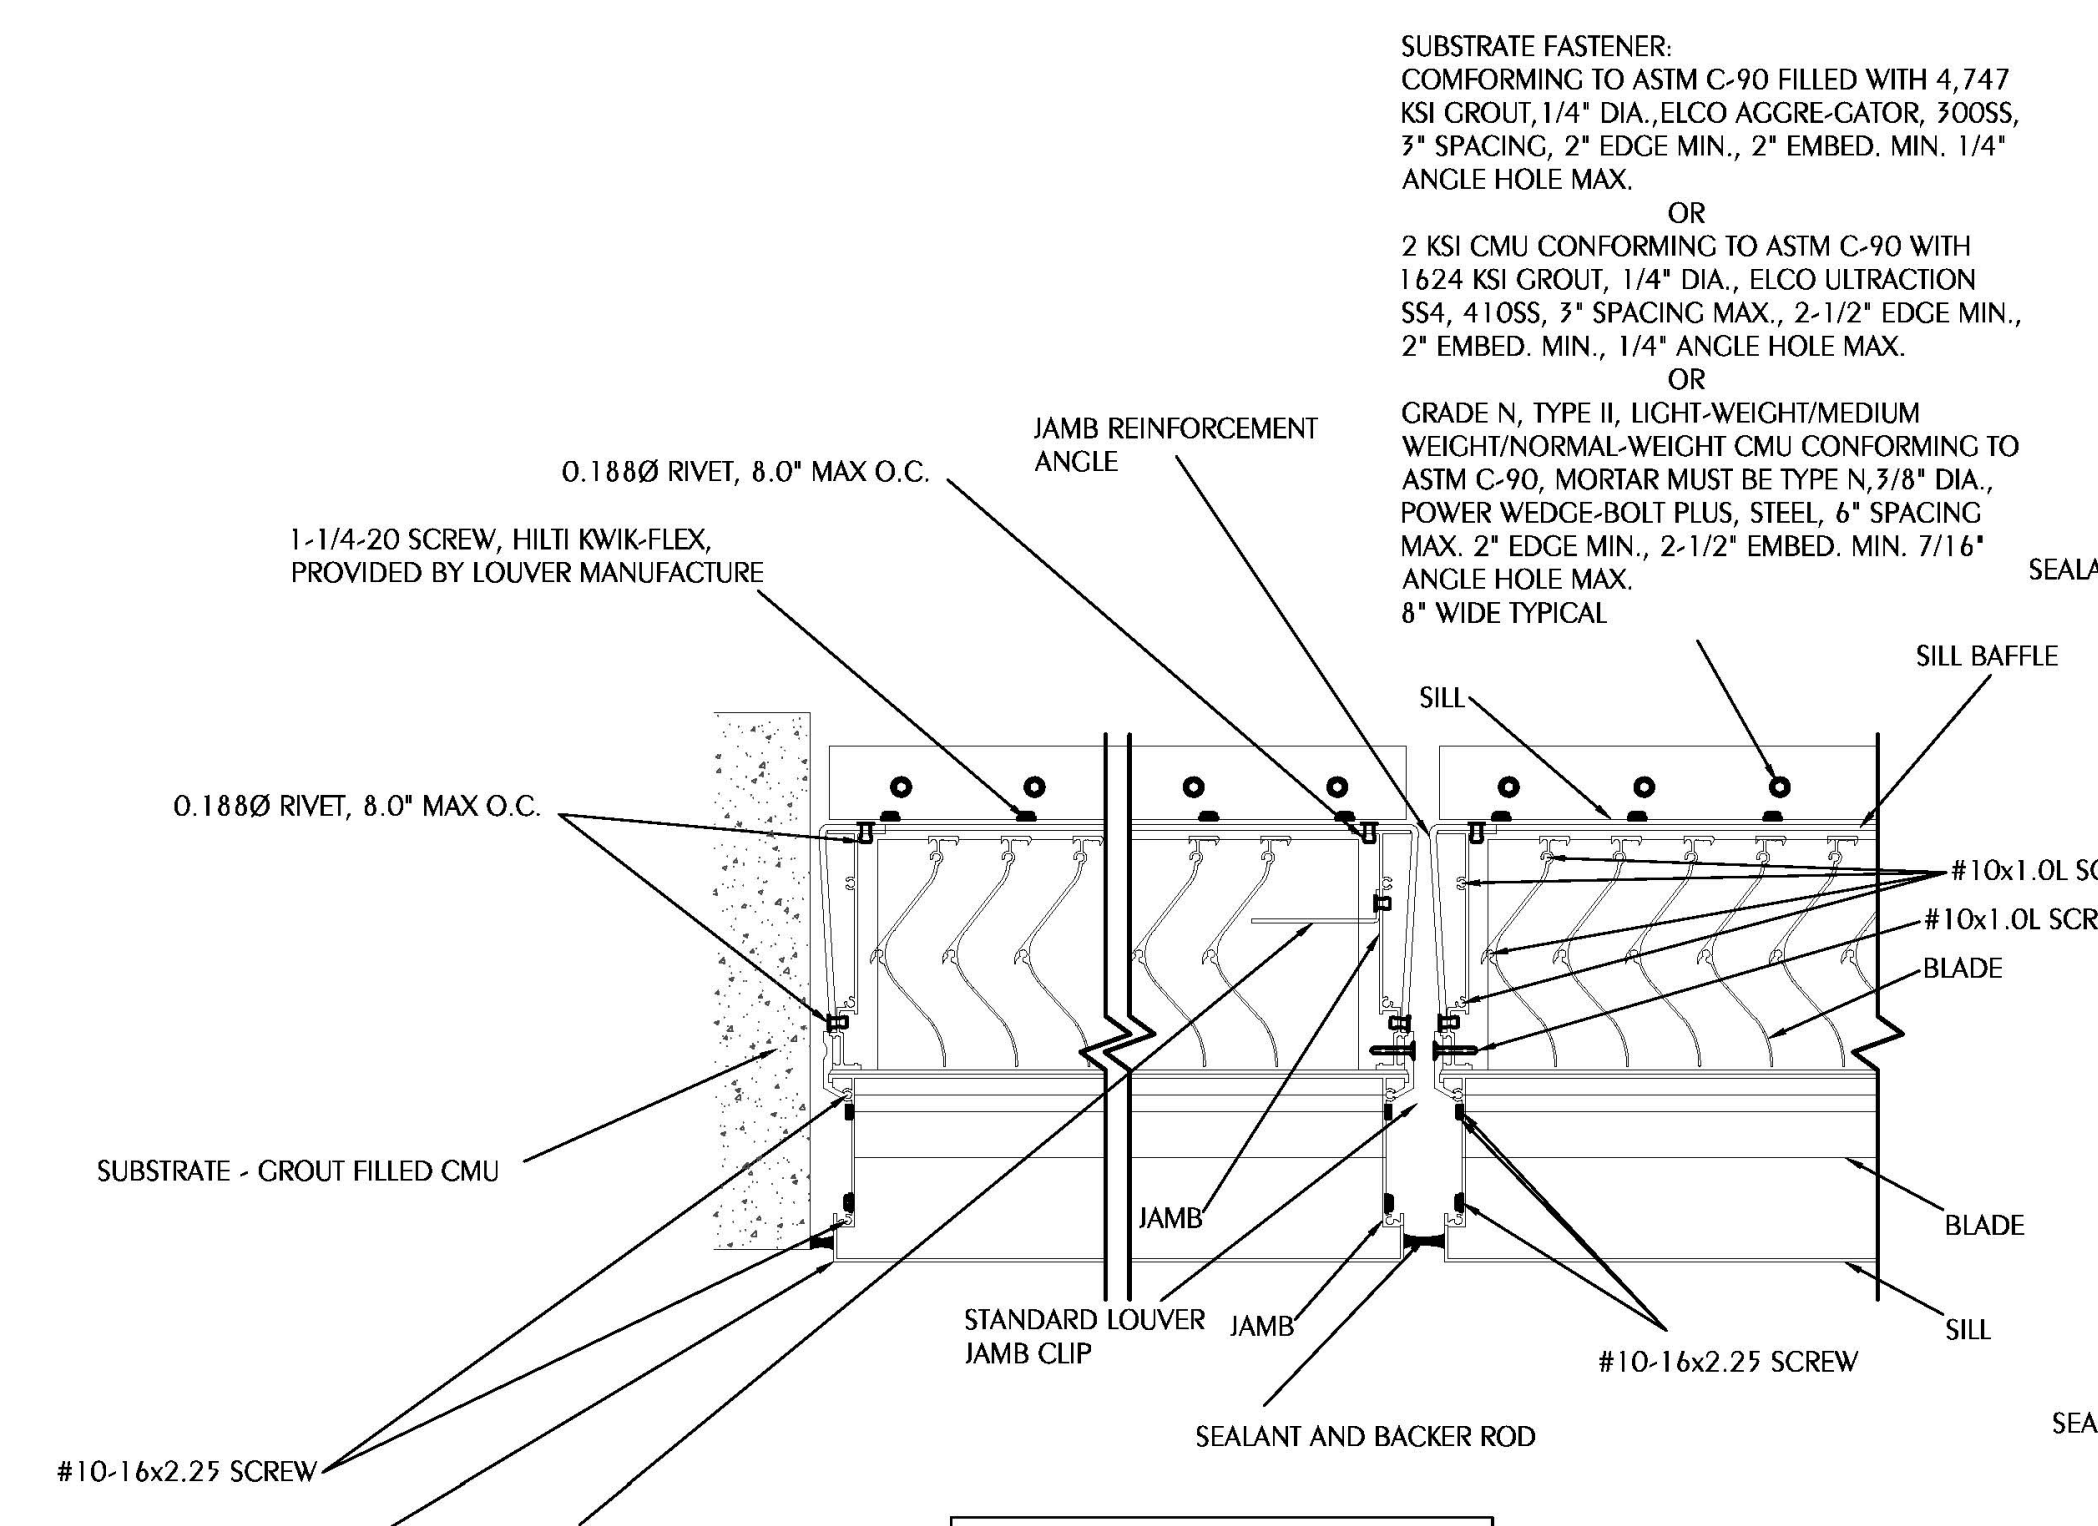 SUBSTRATE FASTENER:
COMFORMING TO ASTM C-90 FILLED WITH 4,747
KSI GROUT,1/4" DIA.,ELCO AGGRE-GATOR, 300SS,
3" SPACING, 2" EDGE MIN., 2" EMBED. MIN. 1/4"
ANGLE HOLE MAX.
OR
2 KSI CMU CONFORMING TO ASTM C-90 WITH
1624 KSI GROUT, 1/4" DIA., ELCO ULTRACTION
SS4, 410SS, 3" SPACING MAX., 2-1/2" EDGE MIN.,
2" EMBED. MIN., 1/4" ANGLE HOLE MAX.
OR
GRADE N, TYPE II, LIGHT-WEIGHT/MEDIUM
WEIGHT/NORMAL-WEIGHT CMU CONFORMING TO
ASTM C-90, MORTAR MUST BE TYPE N,3/8" DIA.,
POWER WEDGE-BOLT PLUS, STEEL, 6" SPACING
MAX. 2" EDGE MIN., 2-1/2" EMBED. MIN. 7/16"
ANGLE HOLE MAX.
8" WIDE TYPICAL
JAMB REINFORCEMENT
ANGLE
0.188Ø RIVET, 8.0" MAX O.C.
1-1/4-20 SCREW, HILTI KWIK-FLEX,
PROVIDED BY LOUVER MANUFACTURE
SEALA
SILL BAFFLE
SILL
0.188Ø RIVET, 8.0" MAX O.C.
#10x1.0L SC
#10x1.0L SCR
BLADE
SUBSTRATE - GROUT FILLED CMU
JAMB
BLADE
STANDARD LOUVER
JAMB CLIP
JAMB
SILL
#10-16x2.25 SCREW
SEALANT AND BACKER ROD
SEA
#10-16x2.25 SCREW